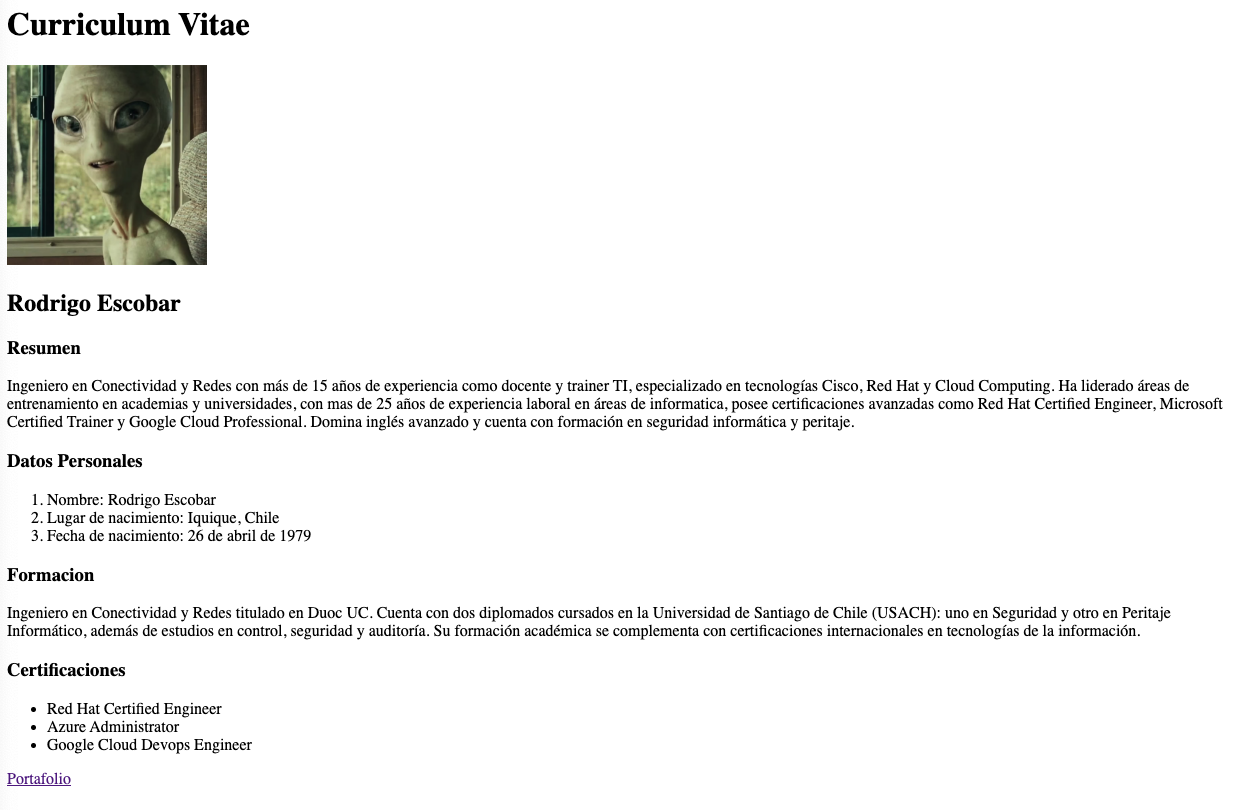 Curriculum Vitae
Rodrigo Escobar
Resumen
Ingeniero en Conectividad y Redes con más de 15 años de experiencia como docente y trainer TI, especializado en tecnologías Cisco, Red Hat y Cloud Computing. Ha liderado áreas de
entrenamiento en academias y universidades, con mas de 25 años de experiencia laboral en áreas de informatica, posee certificaciones avanzadas como Red Hat Certified Engineer, Microsoft
Certified Trainer y Google Cloud Professional. Domina inglés avanzado y cuenta con formación en seguridad informática y peritaje.
Datos Personales
1. Nombre: Rodrigo Escobar
2. Lugar de nacimiento: Iquique, Chile
3. Fecha de nacimiento: 26 de abril de 1979
Formacion
Ingeniero en Conectividad y Redes titulado en Duoc UC. Cuenta con dos diplomados cursados en la Universidad de Santiago de Chile (USACH): uno en Seguridad y otro en Peritaje
Informático, además de estudios en control, seguridad y auditoría. Su formación académica se complementa con certificaciones internacionales en tecnologías de la información.
Certificaciones
• Red Hat Certified Engineer
• Azure Administrator
• Google Cloud Devops Engineer
Portafolio